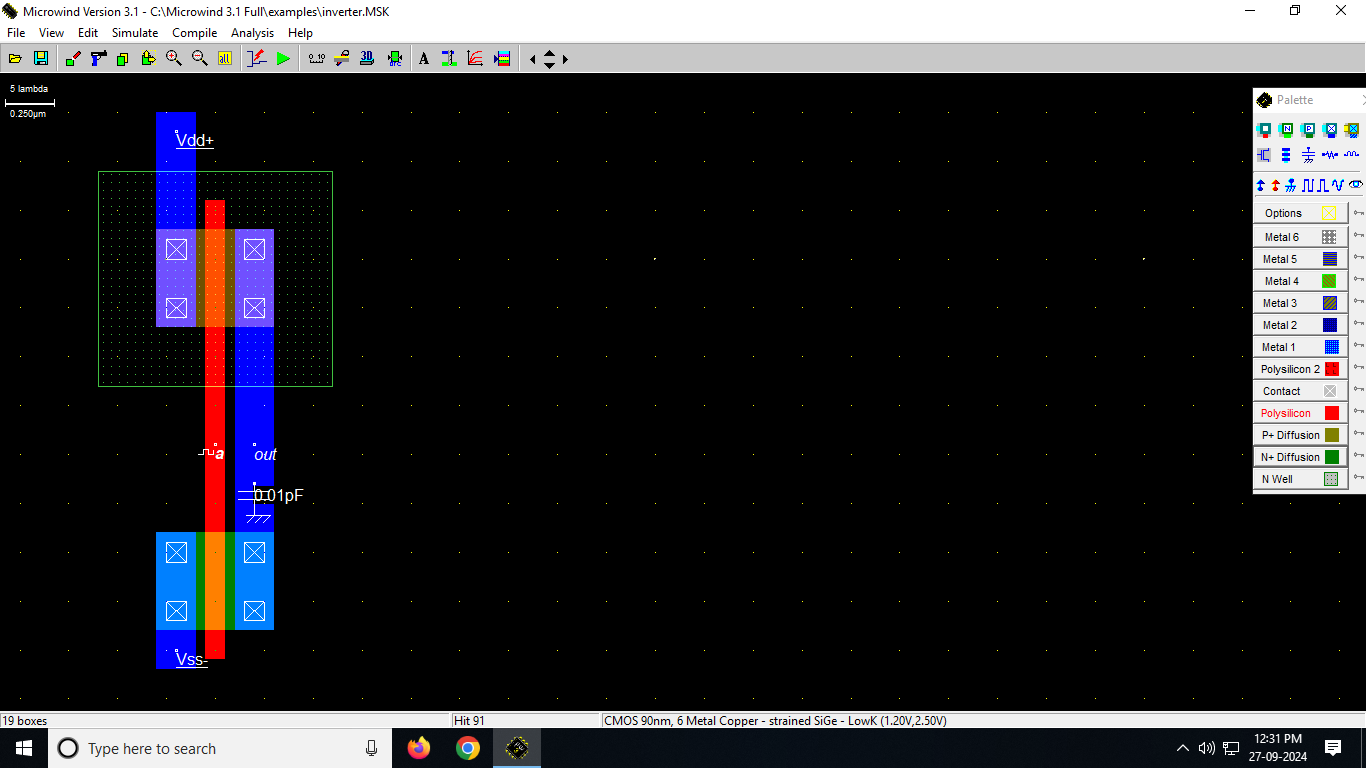 Microwind Version 3.1 - C:\Microwind 3.1 Full\examples\inverter.MSK
File View Edit Simulate Compile Analysis Help
5 lambda
0.250µm
Vdd+
a
out
0.01pF
Vss-
Palette
Options
Metal 6
Metal 5
Metal 4
Metal 3
Metal 2
Metal 1
Polysilicon 2
Contact
Polysilicon
P+ Diffusion
N+ Diffusion
N Well
19 boxes
Hit 91
CMOS 90nm, 6 Metal Copper - strained SiGe - LowK (1.20V,2.50V)
Type here to search
12:31 PM
27-09-2024